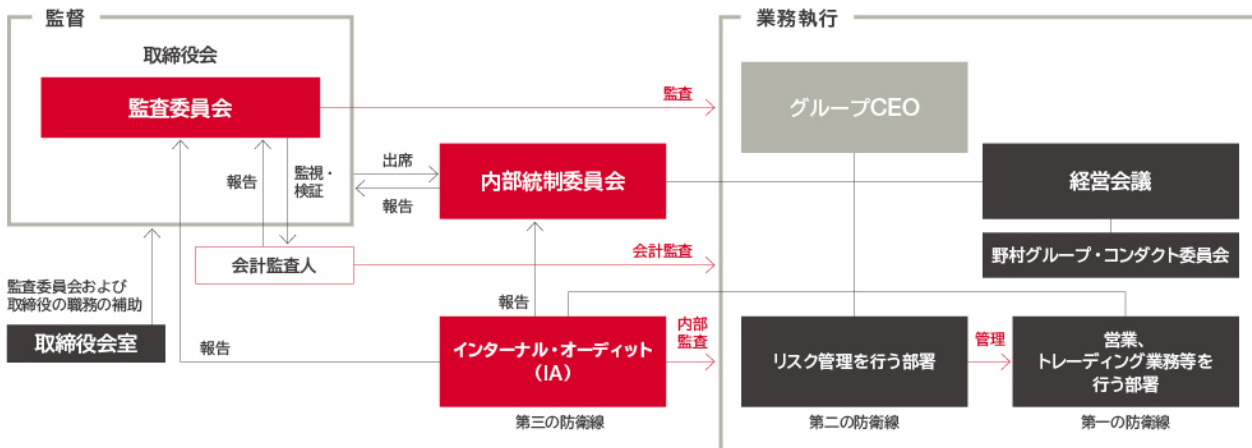 監督
業務執行
取締役会
監査委員会
監査
グループCEO
出席
報告
監視・
検証
報告
内部統制委員会
経営会議
会計監査人
会計監査
野村グループ・コンダクト委員会
監査委員会および
取締役の職務の補助
取締役会室
報告
報告
インターナル・オーディット
（IA）
内部
監査
リスク管理を行う部署
管理
営業、
トレーディング業務等を
行う部署
第三の防衛線
第二の防衛線
第一の防衛線